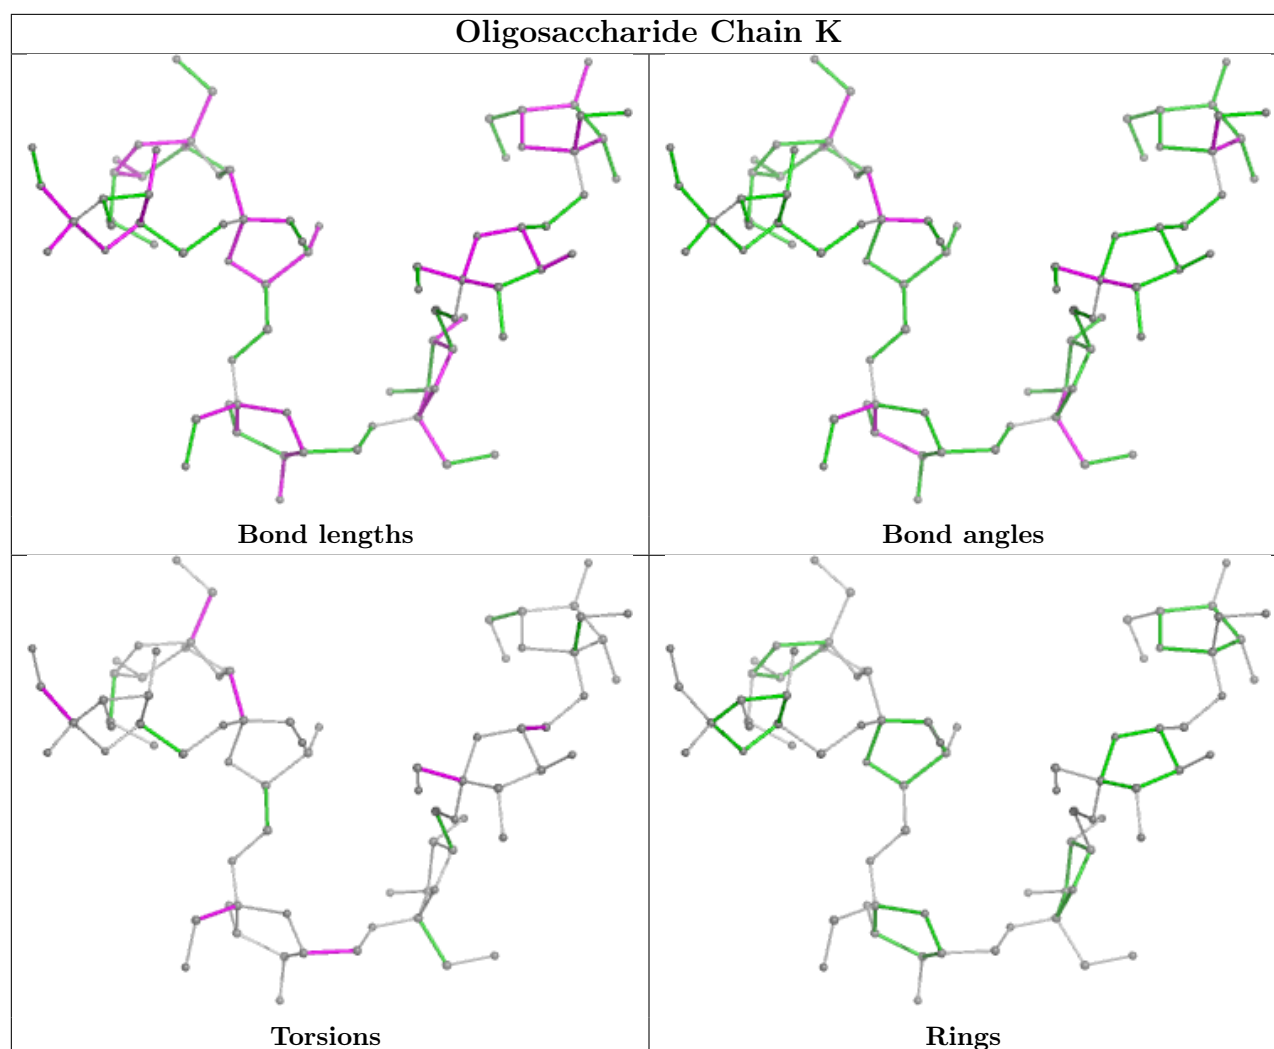 Oligosaccharide Chain K
Bond lengths
Bond angles
Torsions
Rings